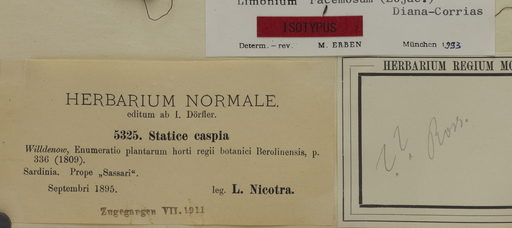 Limonium racemosum (Lojac.)
Diana-Corrias
ISOTYPUS
Determ. – rev. M. ERBEN München 1993
HERBARIUM NORMALE.
editum ab I. Dörfler.
5325. Statice caspia
Willdenow, Enumeratio plantarum horti regii botanici Berolinensis, p.
336 (1809).
Sardinia. Prope „Sassari“.
Septembri 1895. leg. L. Nicotra.
Zugegangen VII. 1911
HERBARIUM REGIUM MO
?? Ross.